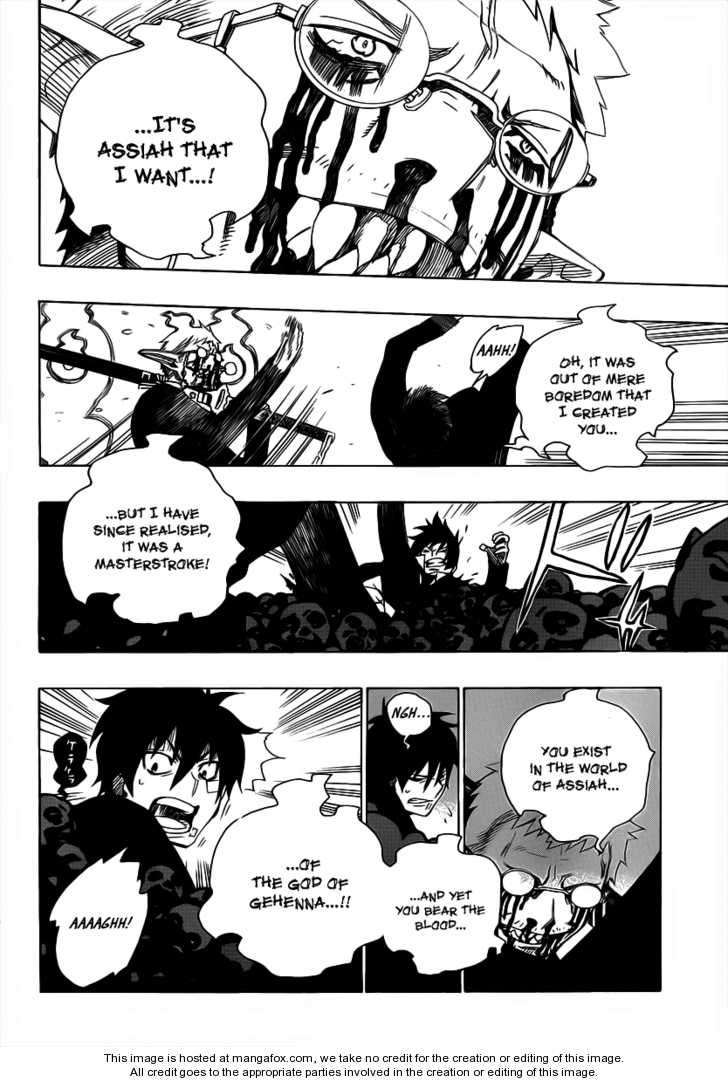 ...IT'S
ASSIAH THAT
I WANT...!
OH, IT WAS
OUT OF MERE
BOREDOM THAT
I CREATED
YOU...
AAHH!
...BUT I HAVE
SINCE REALISED,
IT WAS A
MASTERSTROKE!
YOU EXIST
IN THE WORLD
OF ASSIAH...
NGH...
...AND YET
YOU BEAR THE
BLOOD...
...OF
THE GOD OF
GEHENNA...!!
AAAAGHH!
This image is hosted at mangafox.com, we take no credit for the creation or editing of this image.
All credit goes to the appropriate parties involved in the creation or editing of this image.